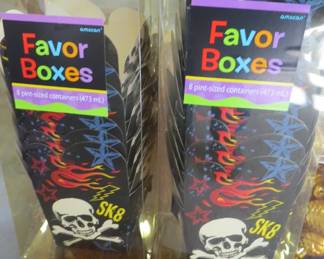 amscan
Favor
Boxes
8 pint-sized containers (473 mL)
SK8
amscan
Favor
Boxes
8 pint-sized containers (473 mL)
SK8